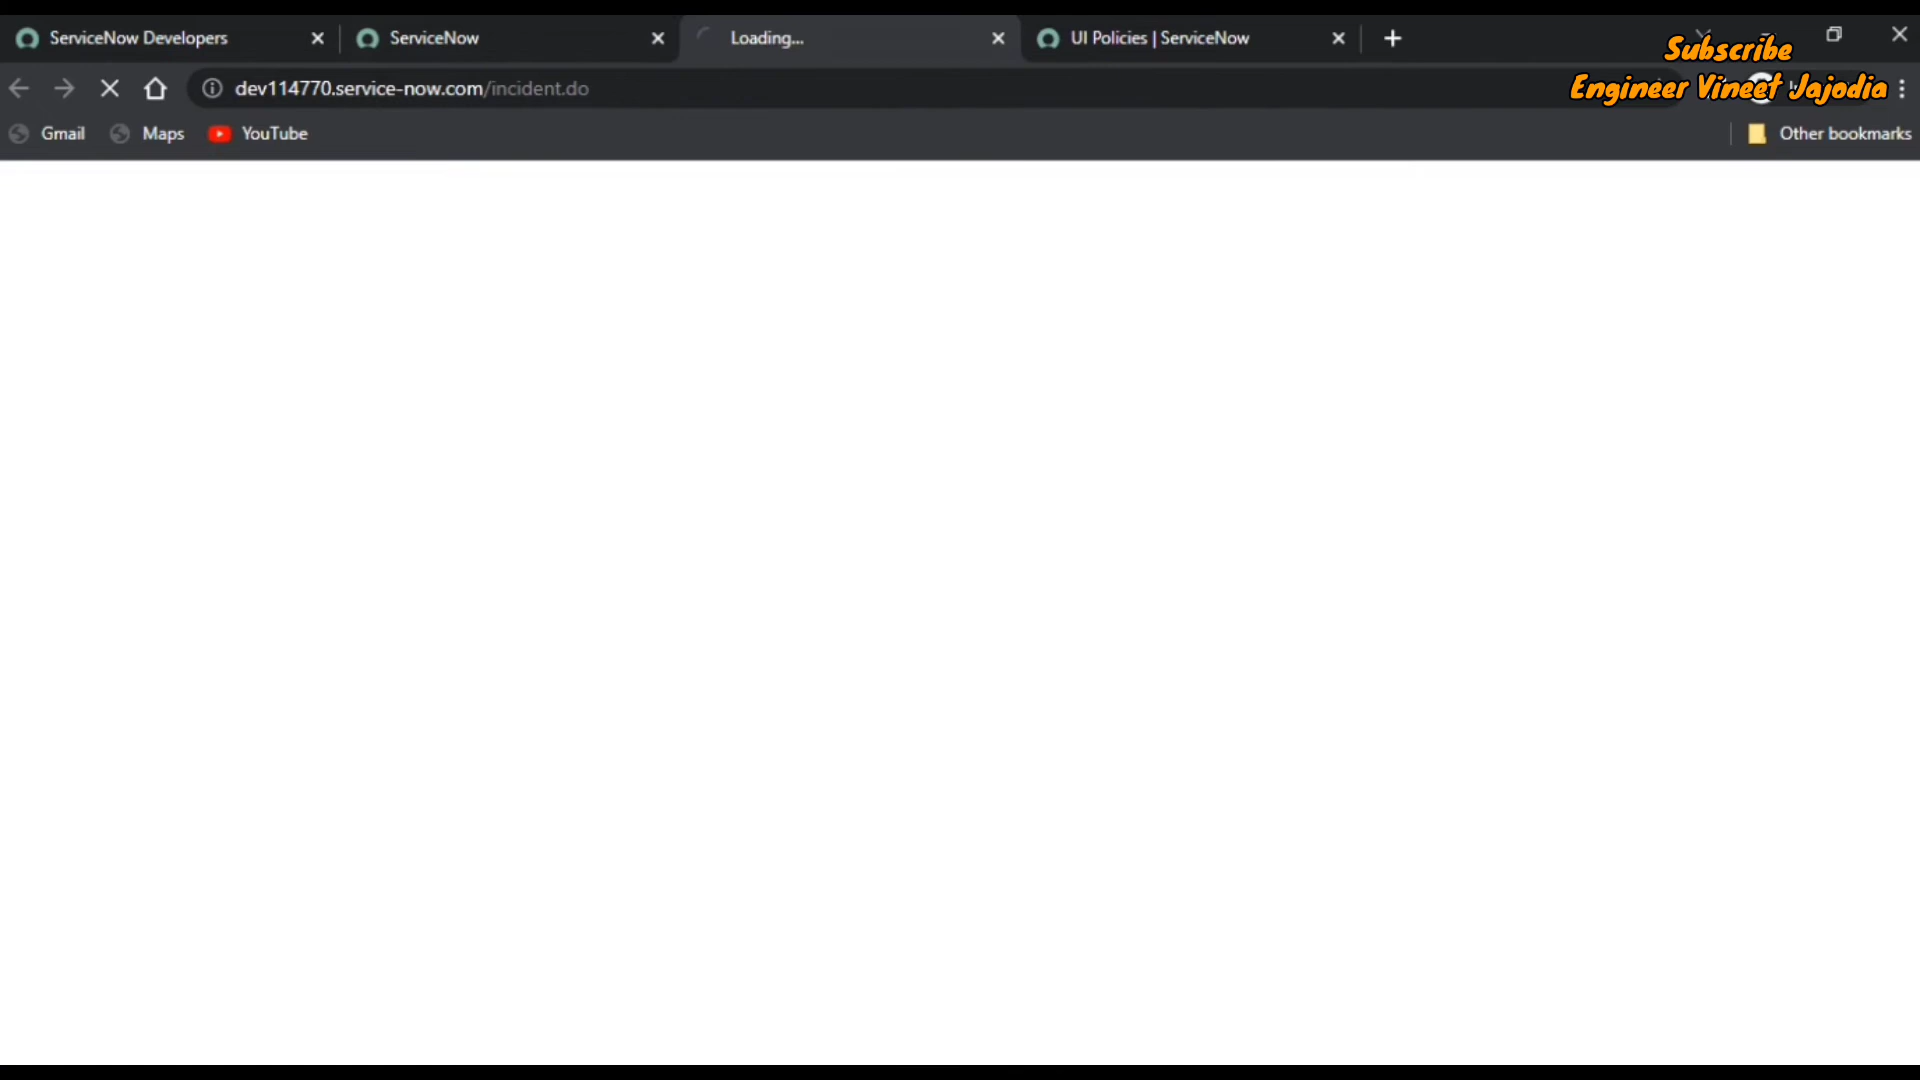 ServiceNow Developers
ServiceNow
Loading...
UI Policies | ServiceNow
Subscribe
dev114770.service-now.com/incident.do
Engineer Vineet Jajodia
Gmail
Maps
YouTube
Other bookmarks